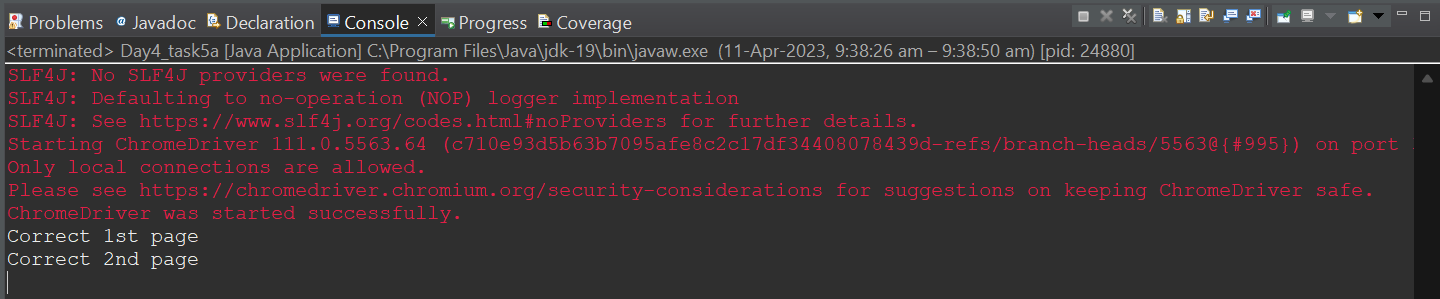 Problems @ Javadoc Declaration Console Progress Coverage
<terminated> Day4_task5a [Java Application] C:\Program Files\Java\jdk-19\bin\javaw.exe (11-Apr-2023, 9:38:26 am – 9:38:50 am) [pid: 24880]
SLF4J: No SLF4J providers were found.
SLF4J: Defaulting to no-operation (NOP) logger implementation
SLF4J: See https://www.slf4j.org/codes.html#noProviders for further details.
Starting ChromeDriver 111.0.5563.64 (c710e93d5b63b7095afe8c2c17df34408078439d-refs/branch-heads/5563@{#995}) on port
Only local connections are allowed.
Please see https://chromedriver.chromium.org/security-considerations for suggestions on keeping ChromeDriver safe.
ChromeDriver was started successfully.
Correct 1st page
Correct 2nd page